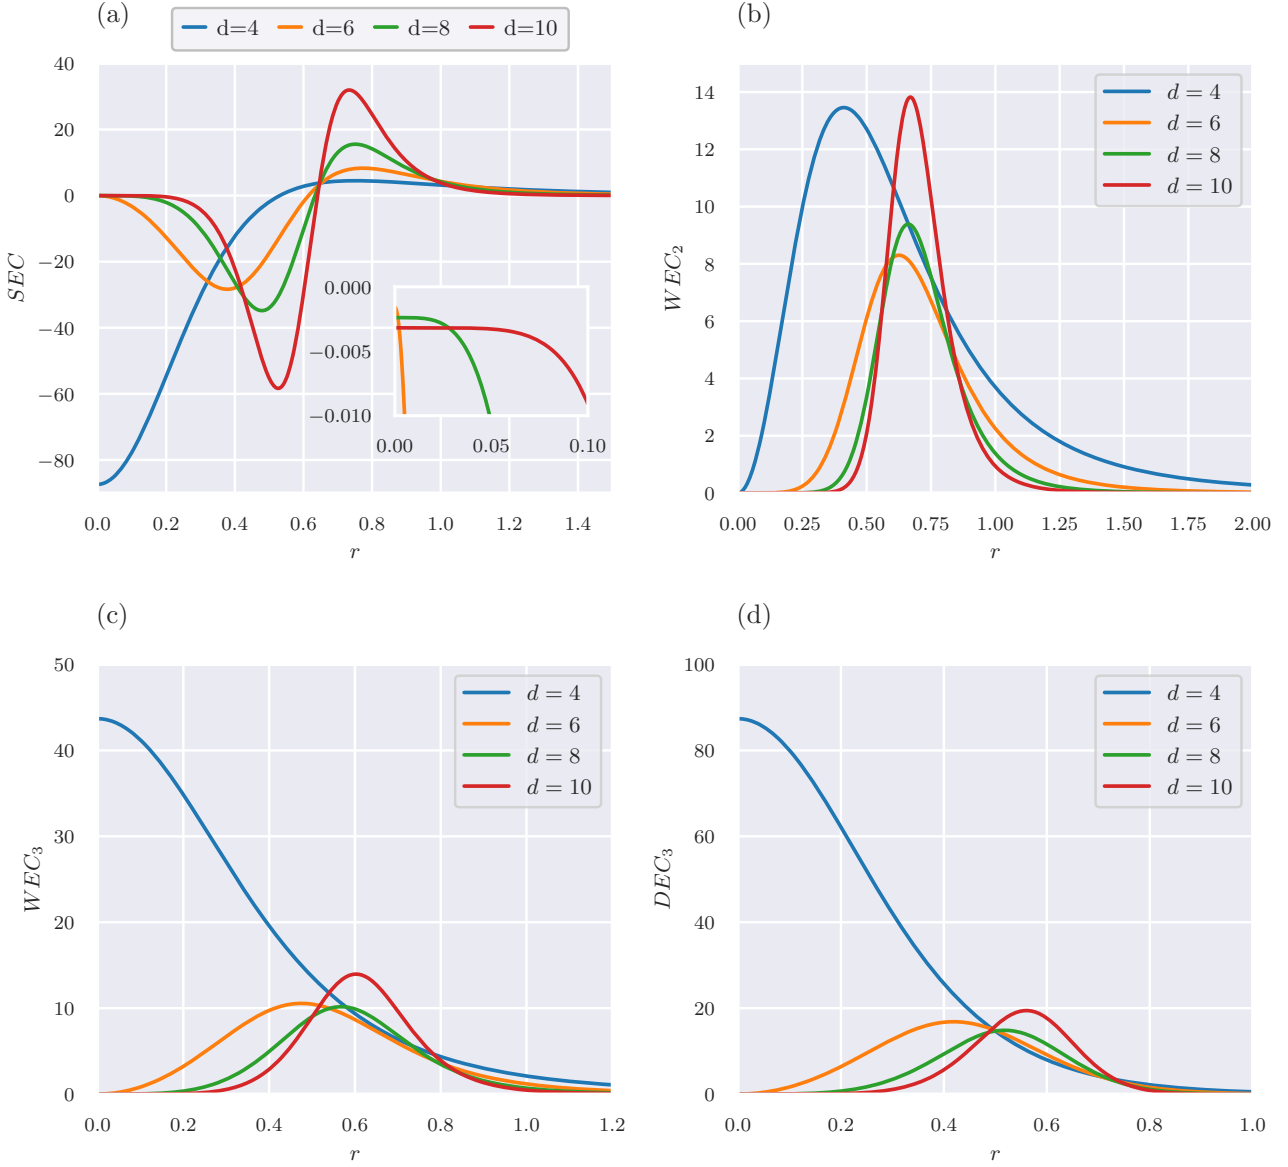 (a)
d=4 d=6 d=8 d=10
40
20
0
−20
−40
−60
−80
SEC
0.0 0.2 0.4 0.6 0.8 1.0 1.2 1.4
r
0.000
−0.005
−0.010
0.00 0.05 0.10
(b)
d = 4
d = 6
d = 8
d = 10
14
12
10
8
6
4
2
0
WEC₂
0.00 0.25 0.50 0.75 1.00 1.25 1.50 1.75 2.00
r
(c)
d = 4
d = 6
d = 8
d = 10
50
40
30
20
10
0
WEC₃
0.0 0.2 0.4 0.6 0.8 1.0 1.2
r
(d)
d = 4
d = 6
d = 8
d = 10
100
80
60
40
20
0
DEC₃
0.0 0.2 0.4 0.6 0.8 1.0
r